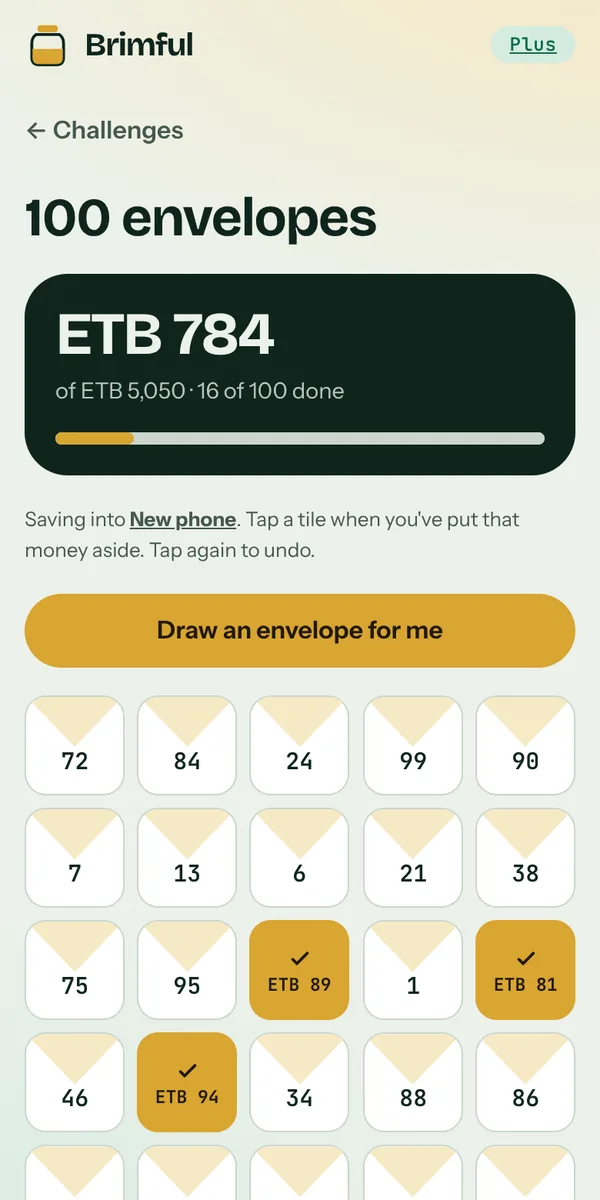 Brimful
Plus
← Challenges
100 envelopes
ETB 784
of ETB 5,050 · 16 of 100 done
Saving into New phone. Tap a tile when you've put that
money aside. Tap again to undo.
Draw an envelope for me
72 84 24 99 90
7 13 6 21 38
75 95 ✓ ETB 89 1 ✓ ETB 81
46 ✓ ETB 94 34 88 86